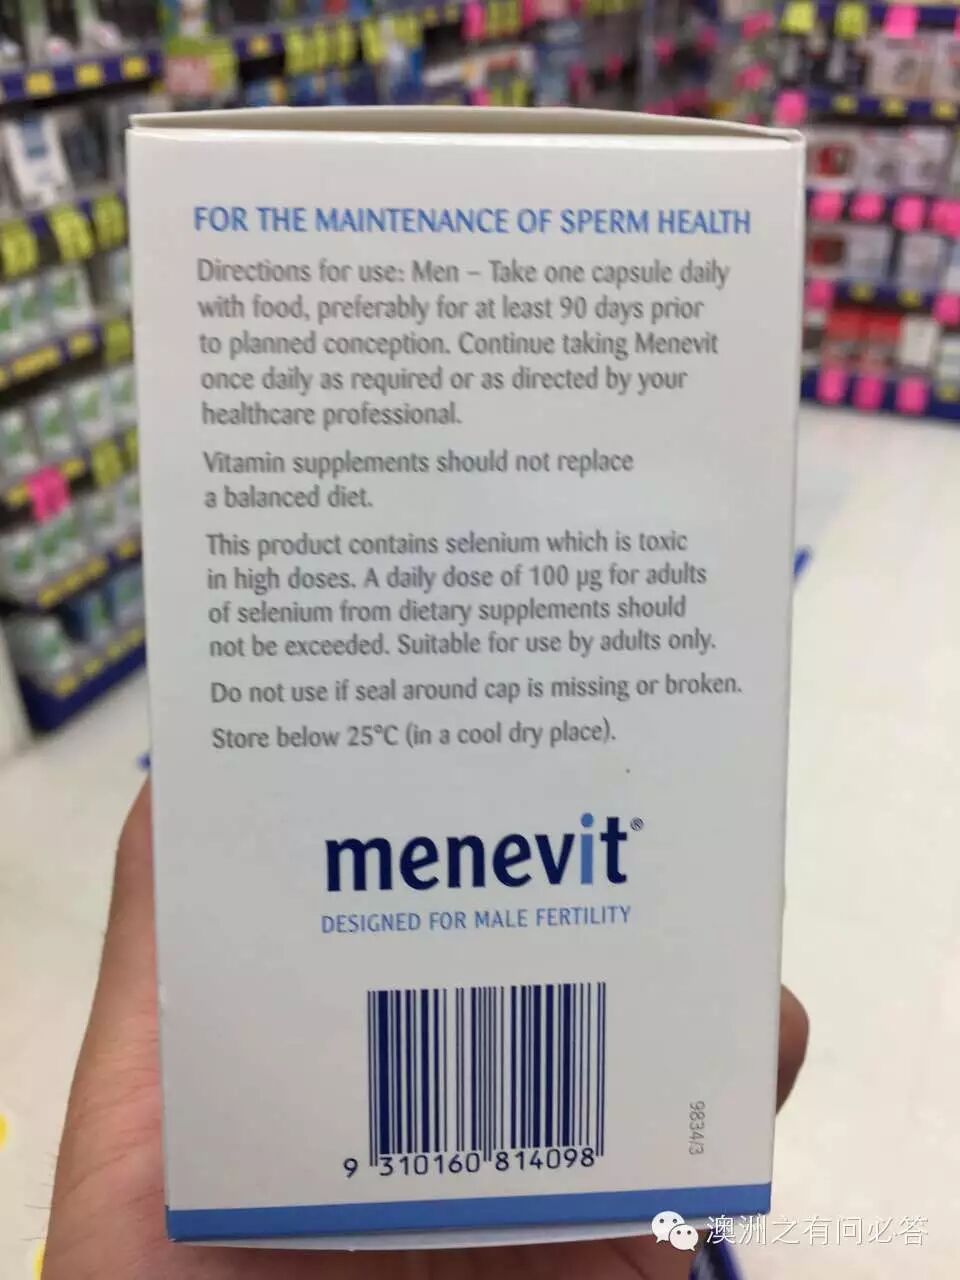 FOR THE MAINTENANCE OF SPERM HEALTH
Directions for use: Men – Take one capsule daily
with food, preferably for at least 90 days prior
to planned conception. Continue taking Menevit
once daily as required or as directed by your
healthcare professional.
Vitamin supplements should not replace
a balanced diet.
This product contains selenium which is toxic
in high doses. A daily dose of 100 µg for adults
of selenium from dietary supplements should
not be exceeded. Suitable for use by adults only.
Do not use if seal around cap is missing or broken.
Store below 25°C (in a cool dry place).
menevit®
DESIGNED FOR MALE FERTILITY
9 310160 814098
9834/3
澳洲之有问必答